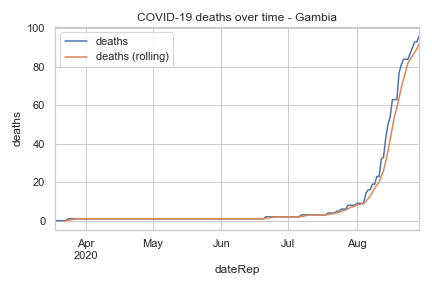 COVID-19 deaths over time - Gambia
deaths
deaths (rolling)
100
80
60
40
20
0
deaths
Apr
2020
May
Jun
Jul
Aug
dateRep